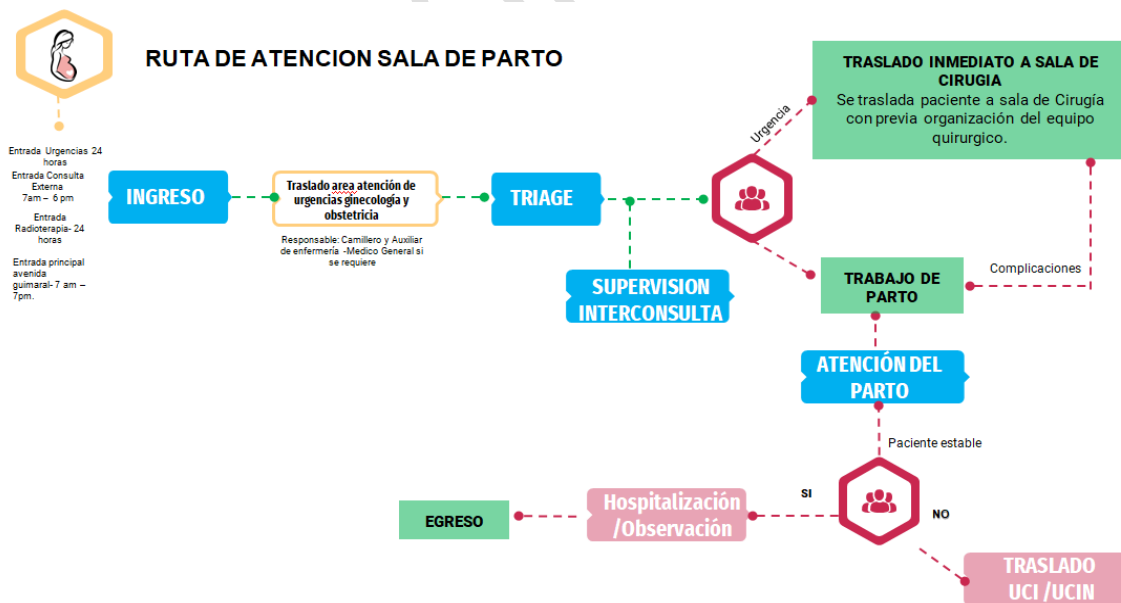 RUTA DE ATENCION SALA DE PARTO
Entrada Urgencias 24
horas
Entrada Consulta
Externa
7am – 6 pm
Entrada
Radioterapia- 24
horas
Entrada principal
avenida
guimaral- 7 am –
7pm.
INGRESO
Traslado area atención de
urgencias ginecología y
obstetricia
Responsable: Camillero y Auxiliar
de enfermería -Medico General si
se requiere
TRIAGE
SUPERVISION
INTERCONSULTA
Urgencia
TRASLADO INMEDIATO A SALA DE
CIRUGIA
Se traslada paciente a sala de Cirugía
con previa organización del equipo
quirurgico.
TRABAJO DE
PARTO
Complicaciones
ATENCIÓN DEL
PARTO
Paciente estable
SI
NO
Hospitalización
/Observación
EGRESO
TRASLADO
UCI /UCIN